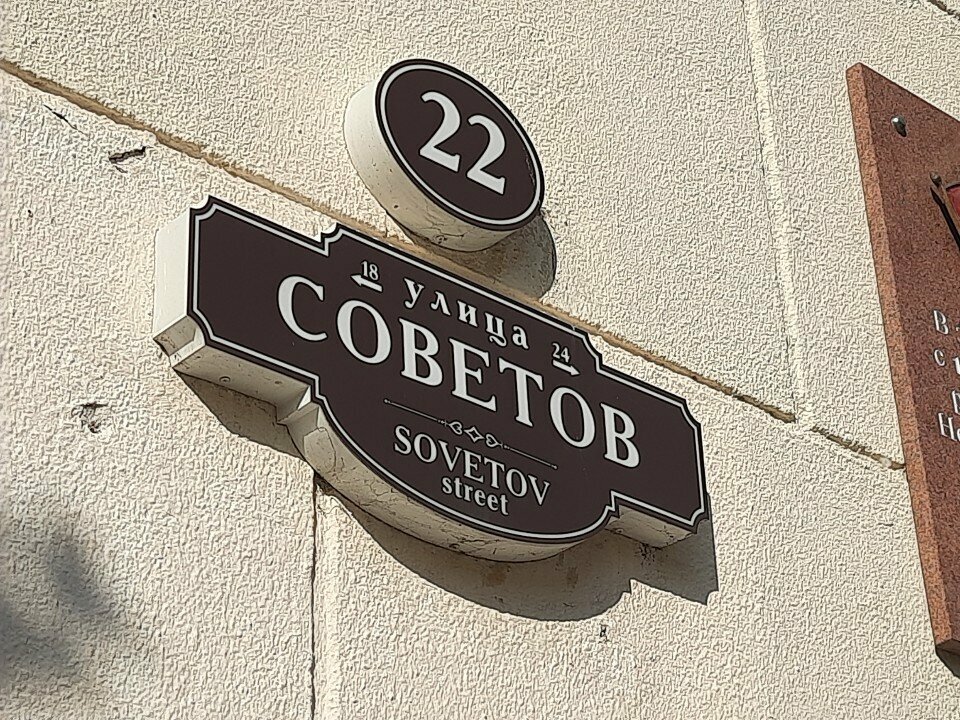 22
18 улица 24
СОВЕТОВ
SOVETOV
street
В
с